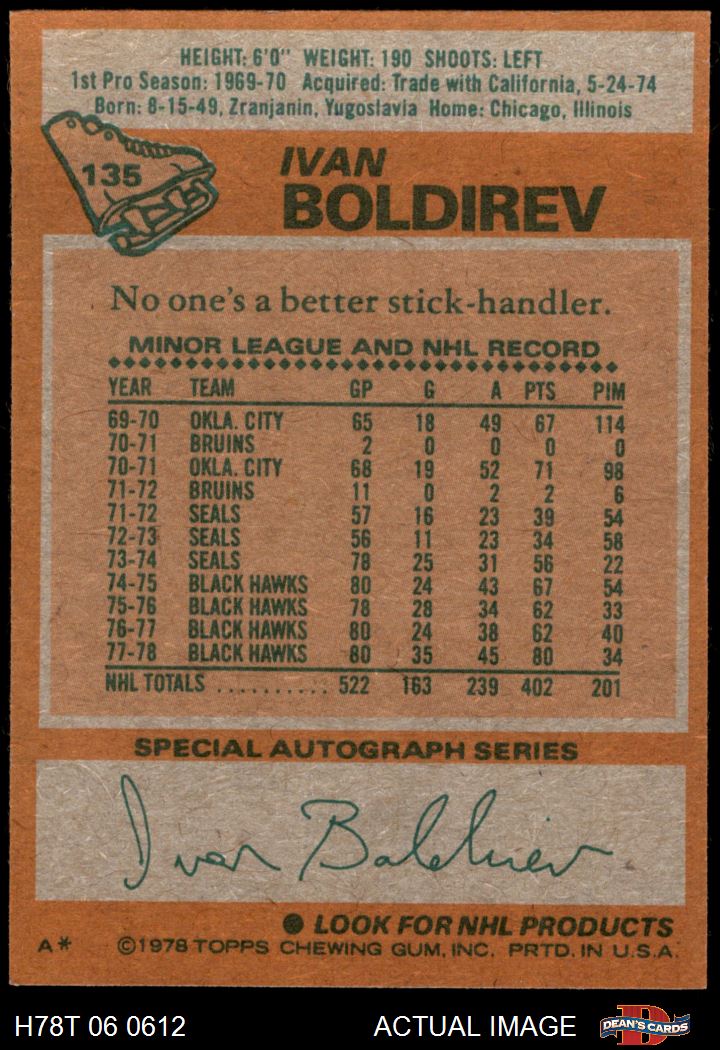 HEIGHT: 6'0" WEIGHT: 190 SHOOTS: LEFT
1st Pro Season: 1969-70 Acquired: Trade with California, 5-24-74
Born: 8-15-49, Zranjanin, Yugoslavia Home: Chicago, Illinois
135
IVAN
BOLDIREV
No one's a better stick-handler.
MINOR LEAGUE AND NHL RECORD
YEAR TEAM GP G A PTS PIM
69-70 OKLA. CITY 65 18 49 67 114
70-71 BRUINS 2 0 0 0 0
70-71 OKLA. CITY 68 19 52 71 98
71-72 BRUINS 11 0 2 2 6
71-72 SEALS 57 16 23 39 54
72-73 SEALS 56 11 23 34 58
73-74 SEALS 78 25 31 56 22
74-75 BLACK HAWKS 80 24 43 67 54
75-76 BLACK HAWKS 78 28 34 62 33
76-77 BLACK HAWKS 80 24 38 62 40
77-78 BLACK HAWKS 80 35 45 80 34
NHL TOTALS .......... 522 163 239 402 201
SPECIAL AUTOGRAPH SERIES
Ivan Boldirev
● LOOK FOR NHL PRODUCTS
A* ©1978 TOPPS CHEWING GUM, INC. PRTD. IN U.S.A.
H78T 06 0612 ACTUAL IMAGE DEAN'S CARDS